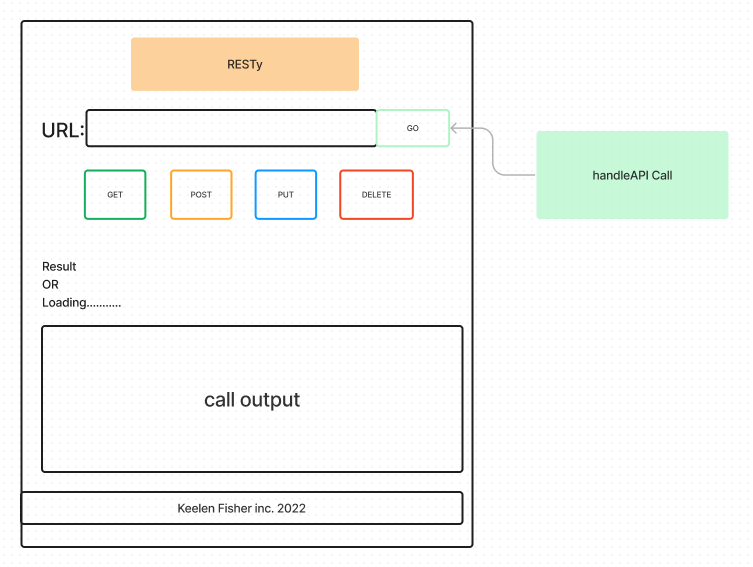 RESTy
URL:
GO
handleAPI Call
GET
POST
PUT
DELETE
Result
OR
Loading...........
call output
Keelen Fisher inc. 2022